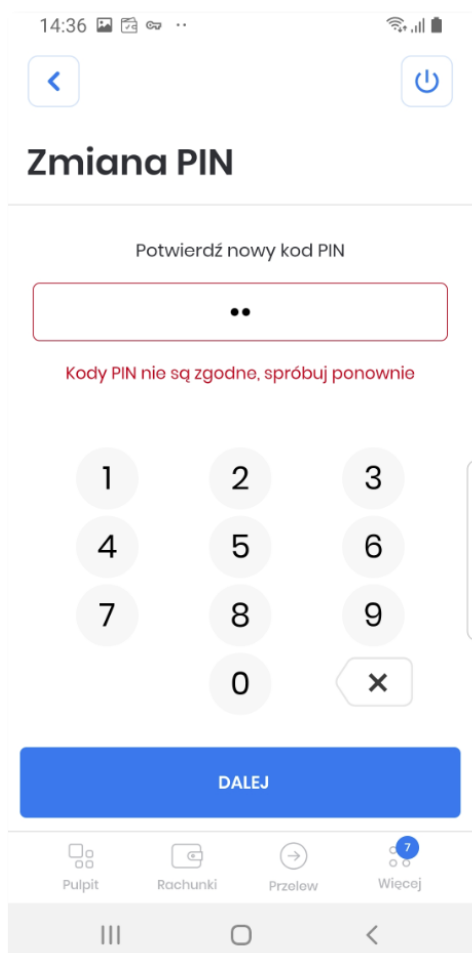 14:36
Zmiana PIN
Potwierdź nowy kod PIN
Kody PIN nie są zgodne, spróbuj ponownie
1 2 3
4 5 6
7 8 9
0
DALEJ
7
Pulpit Rachunki Przelew Więcej